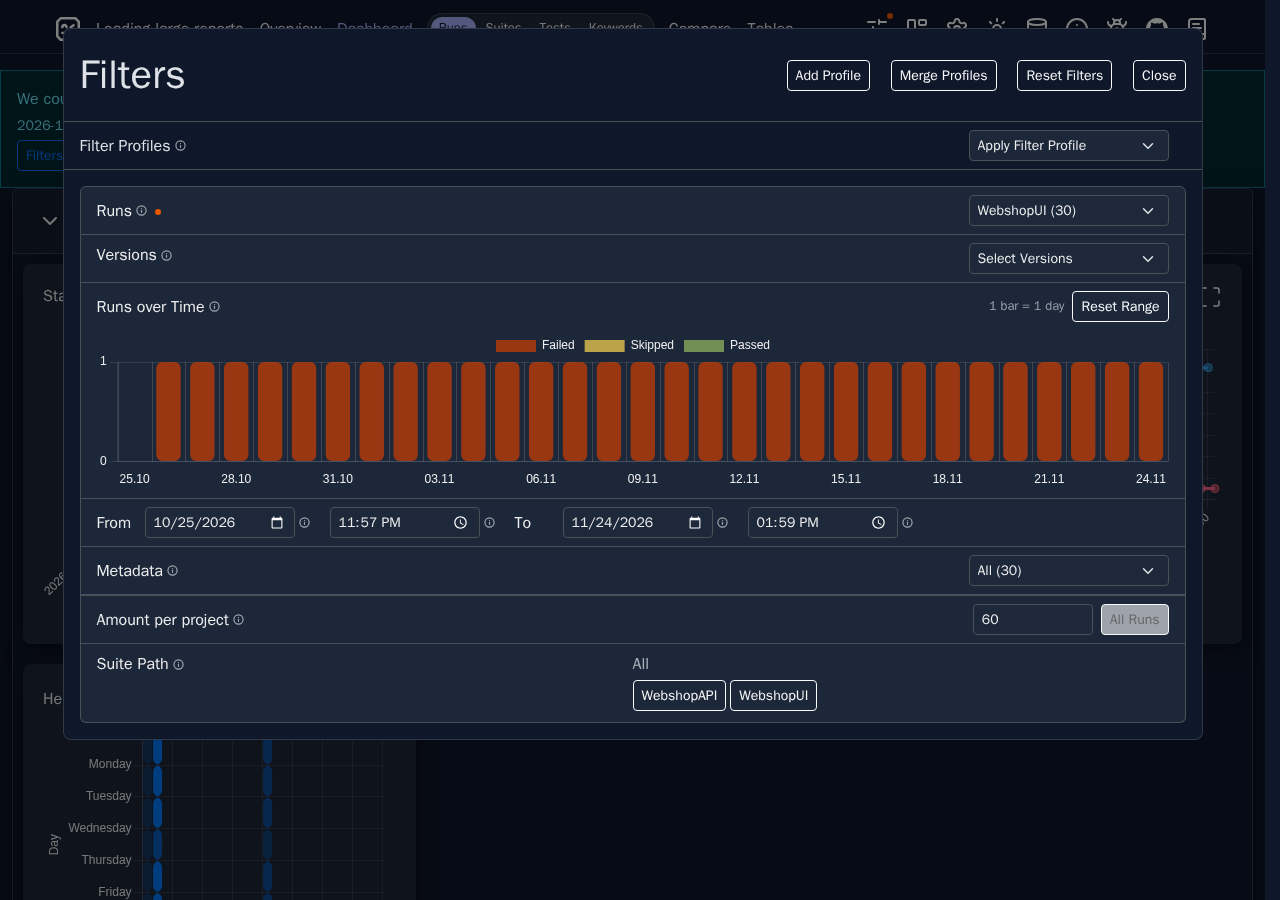 Leading large reports Overview Dashboard Runs Suites Tests Keywords Compare Tables
Filters
Add Profile Merge Profiles Reset Filters Close
We cou
2026-1
Filters
Filter Profiles Apply Filter Profile
Runs WebshopUI (30)
Versions Select Versions
Sta
Runs over Time 1 bar = 1 day Reset Range
Failed Skipped Passed
1
0
25.10 28.10 31.10 03.11 06.11 09.11 12.11 15.11 18.11 21.11 24.11
From 10/25/2026 11:57 PM To 11/24/2026 01:59 PM
2026
Metadata All (30)
Amount per project 60 All Runs
Suite Path All
WebshopAPI WebshopUI
He
Monday
Tuesday
Wednesday
Thursday
Friday
Day